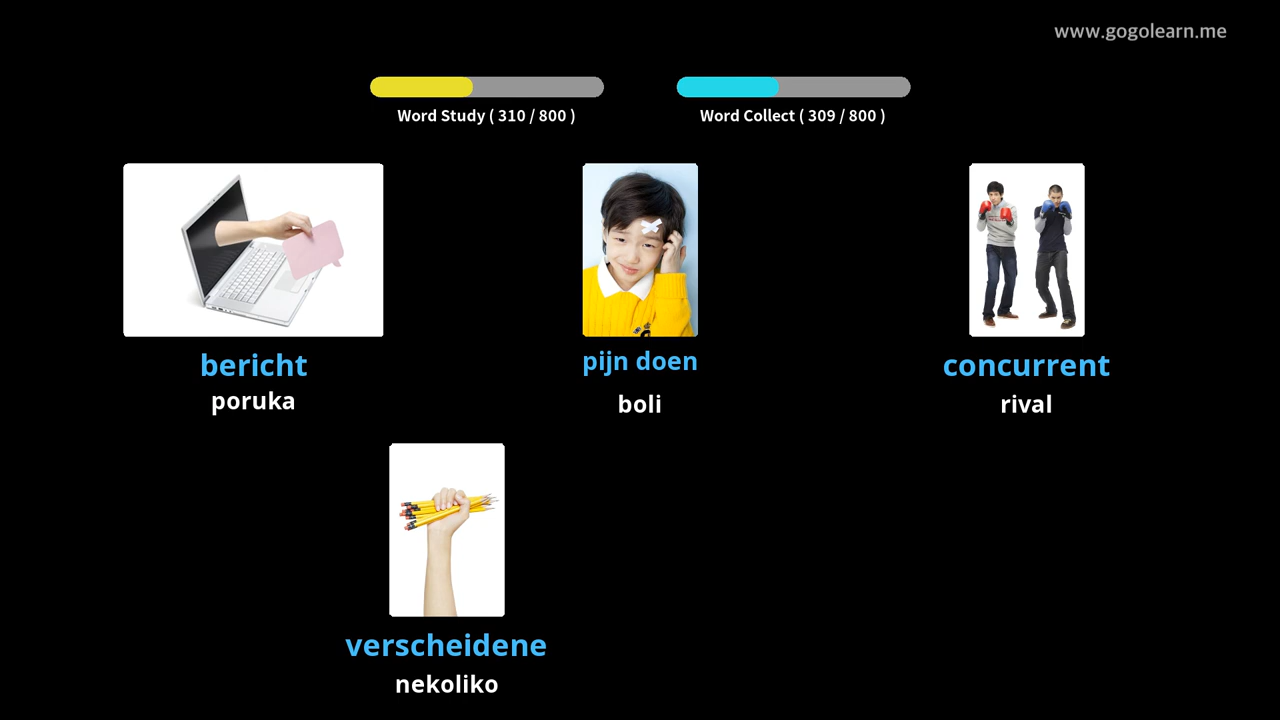 www.gogolearn.me
Word Study ( 310 / 800 )
Word Collect ( 309 / 800 )
bericht
poruka
pijn doen
boli
concurrent
rival
verscheidene
nekoliko